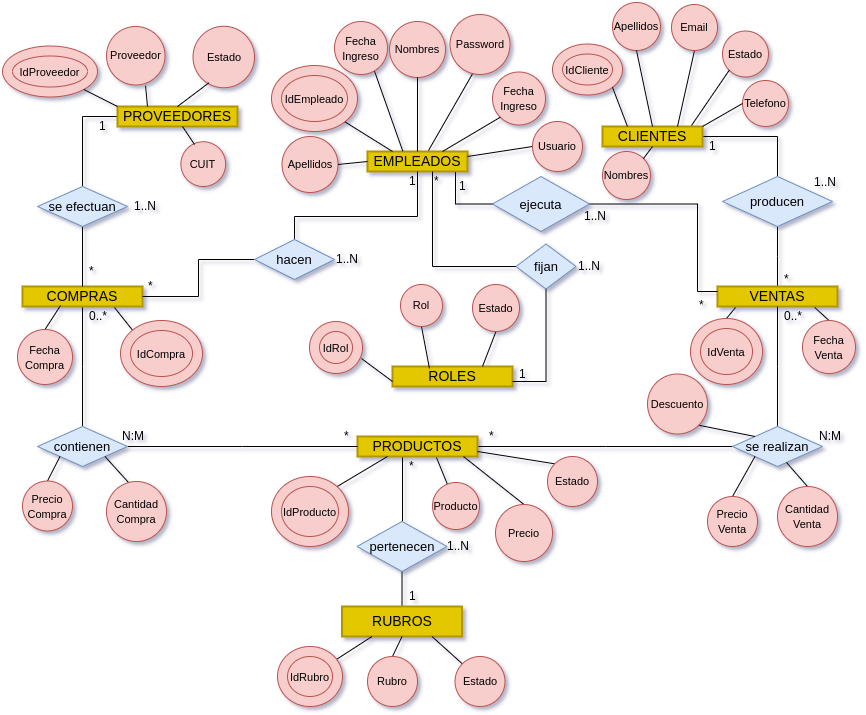 IdProveedor
Proveedor
Estado
PROVEEDORES
1
CUIT
se efectuan
1..N
*
COMPRAS
0..*
*
Fecha
Compra
IdCompra
Fecha
Ingreso
Nombres
Password
IdEmpleado
Fecha
Ingreso
Apellidos
Usuario
EMPLEADOS
1
*
1
hacen
1..N
ejecuta
1..N
fijan
1..N
*
Apellidos
Email
Estado
IdCliente
Telefono
CLIENTES
1
Nombres
producen
1..N
*
VENTAS
0..*
IdVenta
Fecha
Venta
Rol
Estado
IdRol
ROLES
1
Descuento
contienen
N:M
*
PRODUCTOS
*
*
se realizan
N:M
Precio
Compra
Cantidad
Compra
IdProducto
Producto
Precio
Estado
Precio
Venta
Cantidad
Venta
pertenecen
1..N
1
RUBROS
IdRubro
Rubro
Estado